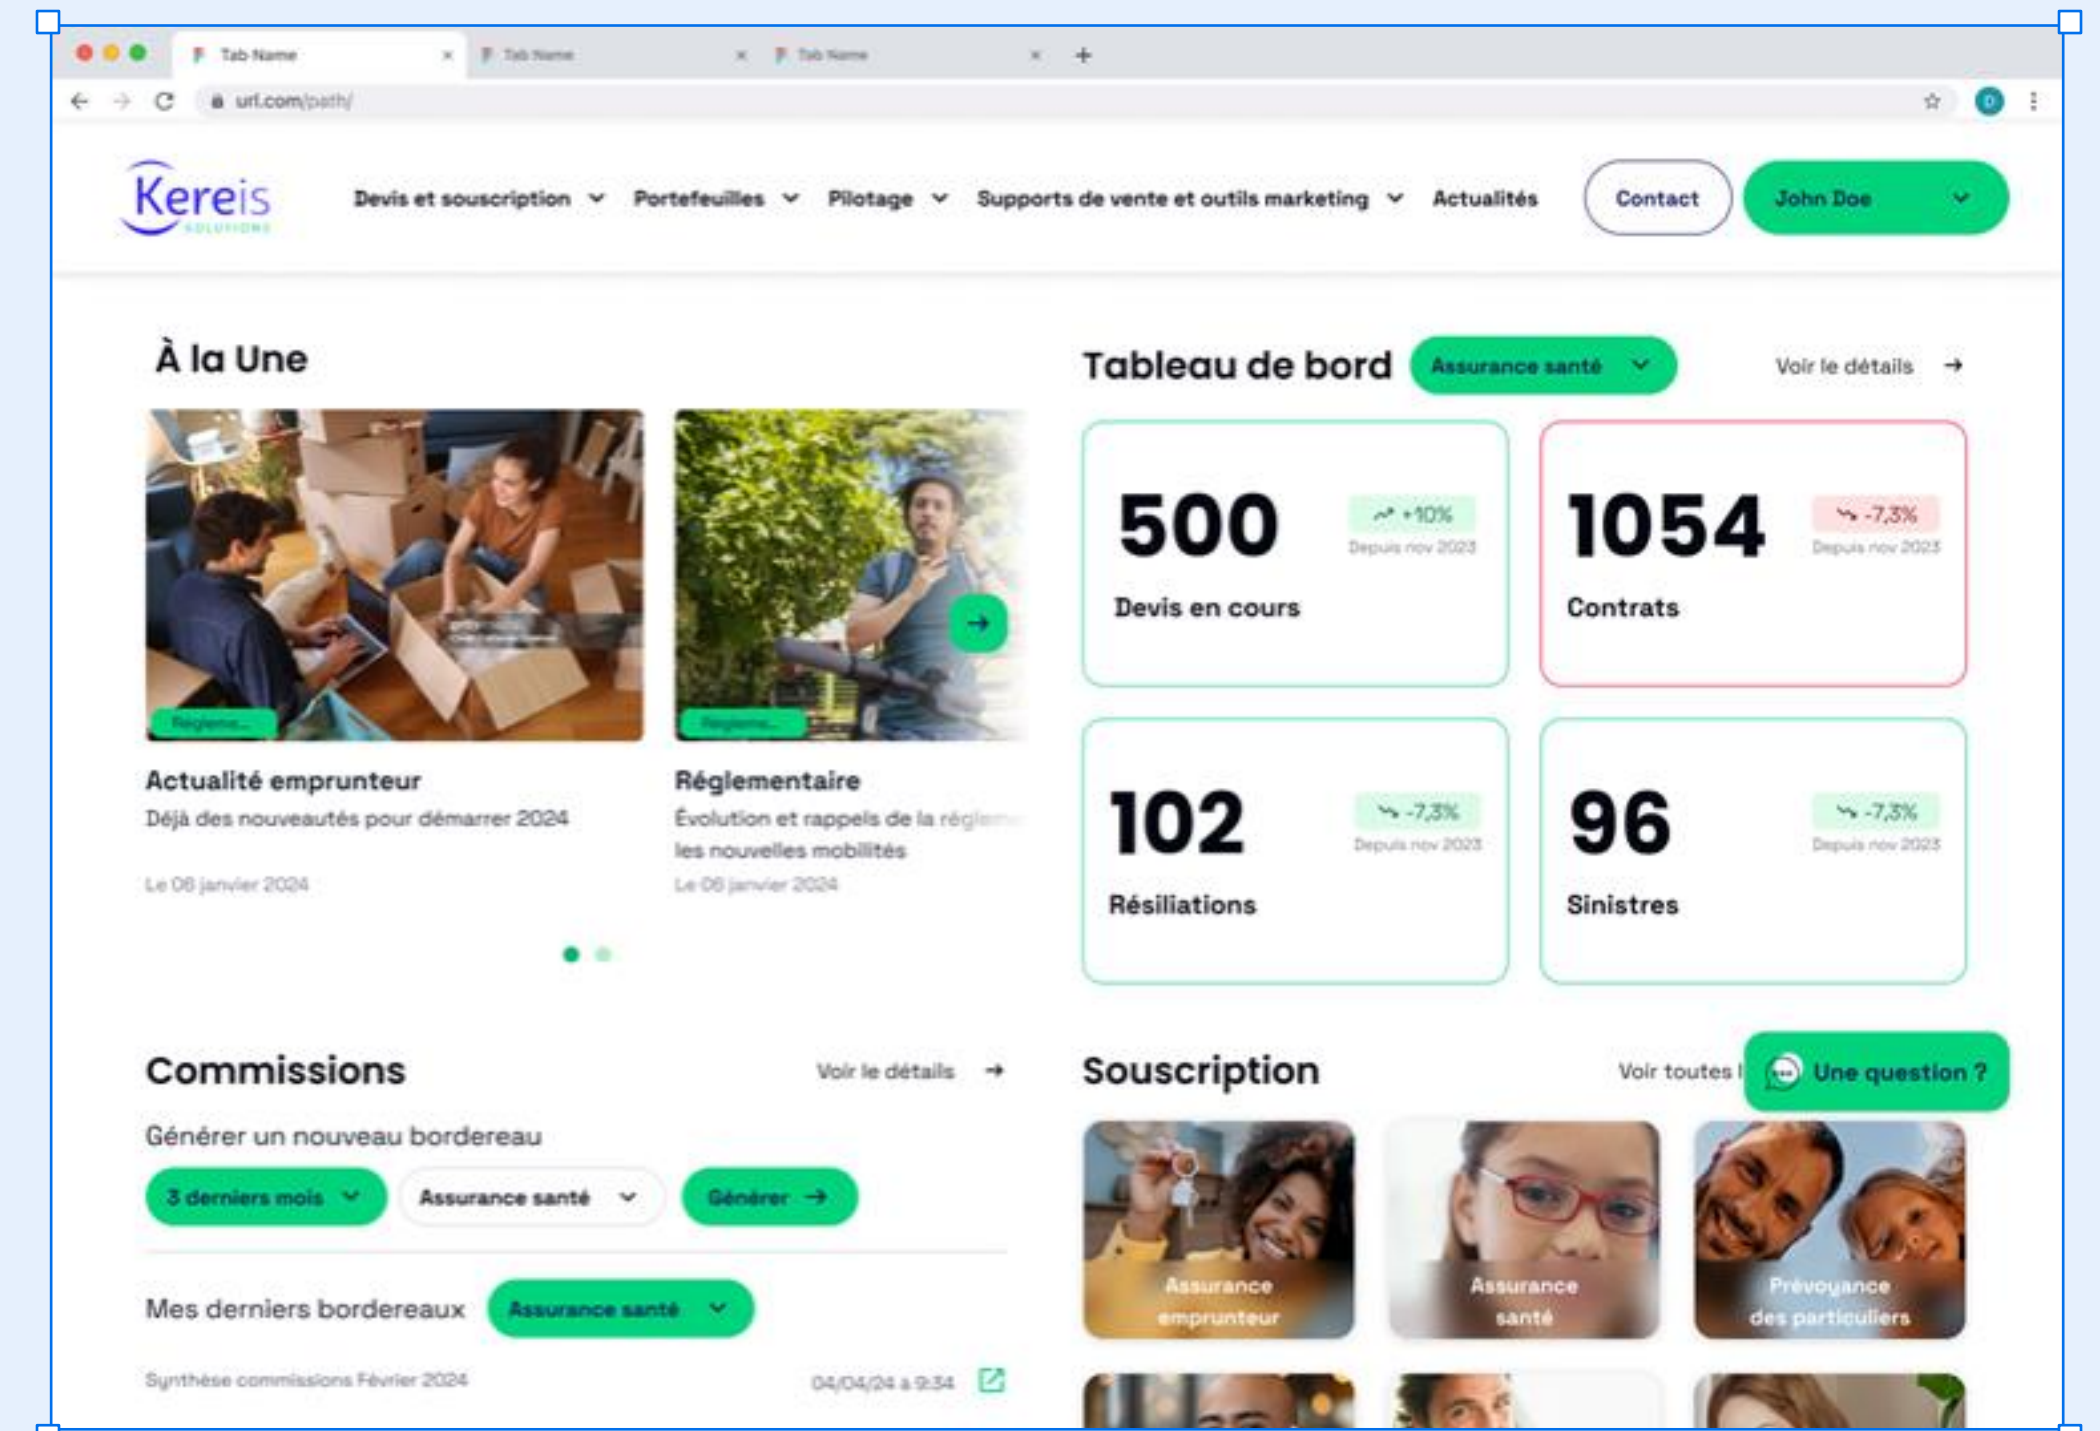 Tab Name
Tab Name
Tab Name
url.com/path/
Kereis
SOLUTIONS
Devis et souscription
Portefeuilles
Pilotage
Supports de vente et outils marketing
Actualités
Contact
John Doe
À la Une
Régleme...
Actualité emprunteur
Déjà des nouveautés pour démarrer 2024
Le 06 janvier 2024
Régleme...
Réglementaire
Évolution et rappels de la régleme
les nouvelles mobilités
Le 06 janvier 2024
Tableau de bord
Assurance santé
Voir le détails
500
+10%
Depuis nov 2023
Devis en cours
1054
-7,3%
Depuis nov 2023
Contrats
102
-7,3%
Depuis nov 2023
Résiliations
96
-7,3%
Depuis nov 2023
Sinistres
Commissions
Voir le détails
Générer un nouveau bordereau
3 derniers mois
Assurance santé
Générer
Mes derniers bordereaux
Assurance santé
Synthèse commissions Février 2024
04/04/24 à 9:34
Souscription
Voir toutes l
Une question ?
Assurance
emprunteur
Assurance
santé
Prévoyance
des particuliers
D